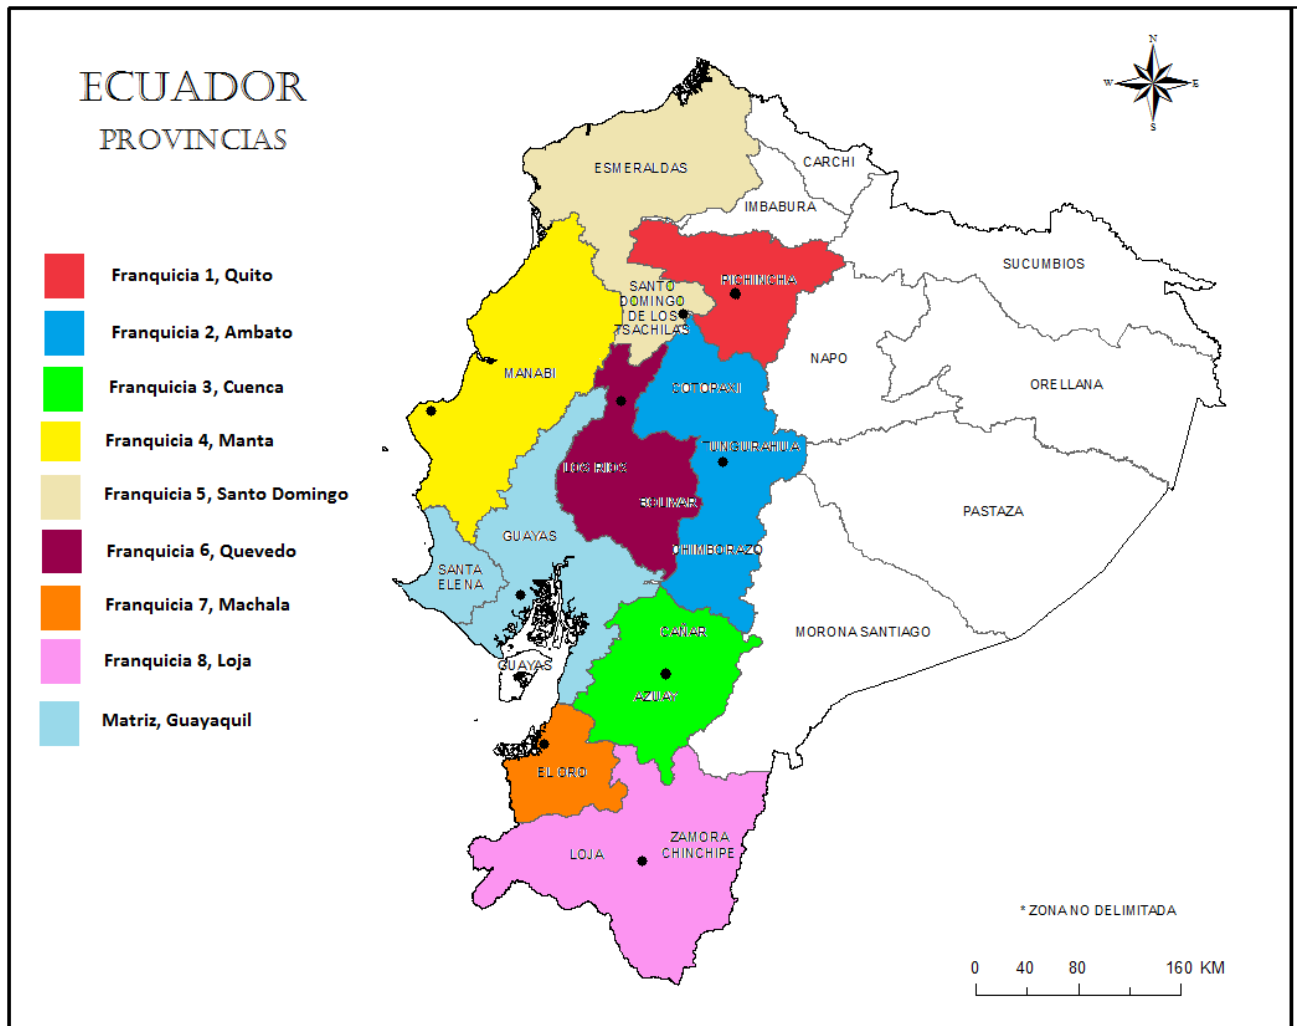 ECUADOR
PROVINCIAS
N
W
E
S
Franquicia 1, Quito
Franquicia 2, Ambato
Franquicia 3, Cuenca
Franquicia 4, Manta
Franquicia 5, Santo Domingo
Franquicia 6, Quevedo
Franquicia 7, Machala
Franquicia 8, Loja
Matriz, Guayaquil
ESMERALDAS
CARCHI
IMBABURA
SUCUMBIOS
PICHINCHA
SANTO
DOMINGO
DE LOS
TSACHILAS
NAPO
ORELLANA
MANABI
COTOPAXI
TUNGURAHUA
LOS RIOS
BOLIVAR
PASTAZA
GUAYAS
CHIMBORAZO
SANTA
ELENA
CAÑAR
MORONA SANTIAGO
GUAYAS
AZUAY
EL ORO
ZAMORA
CHINCHIPE
LOJA
* ZONA NO DELIMITADA
0 40 80 160 KM